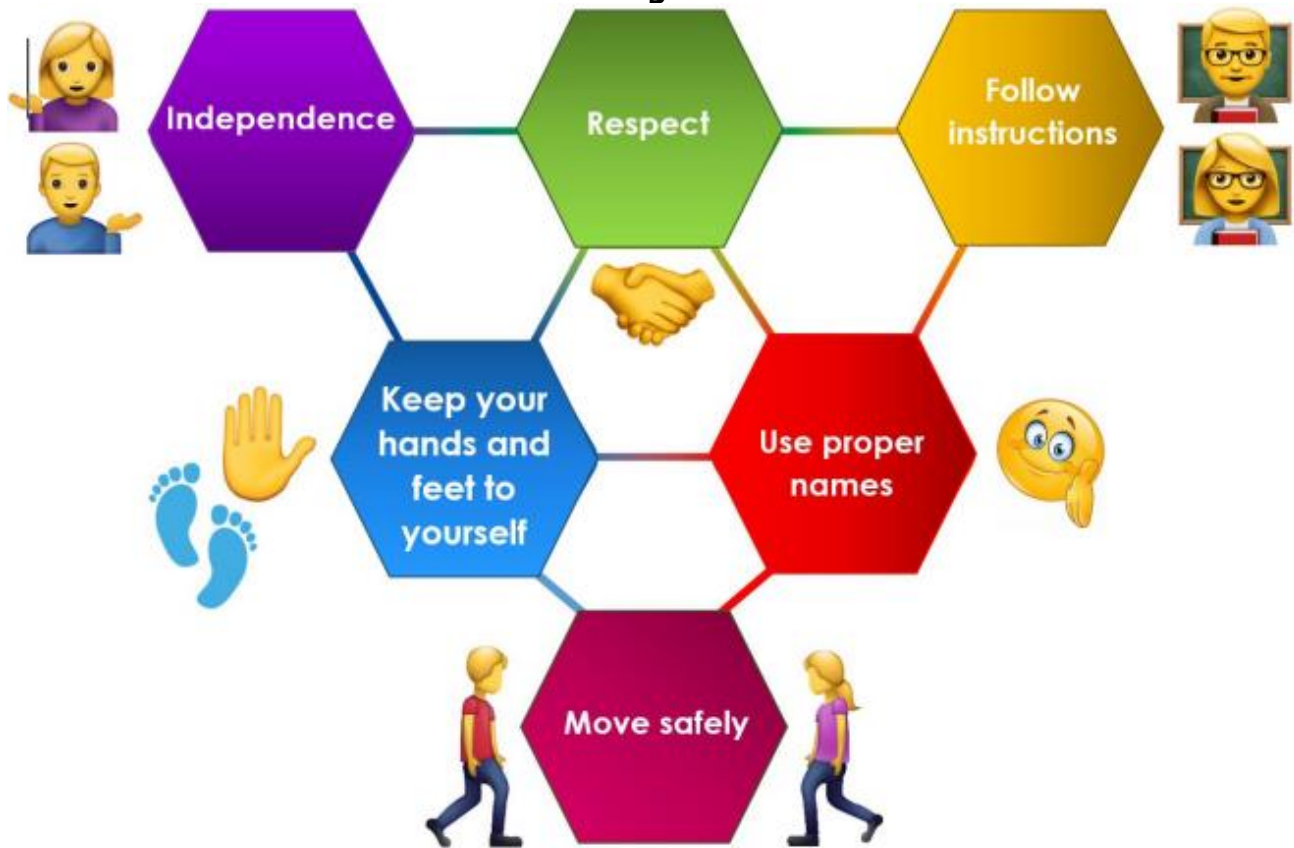 Independence
Respect
Follow
instructions
Keep your
hands and
feet to
yourself
Use proper
names
Move safely